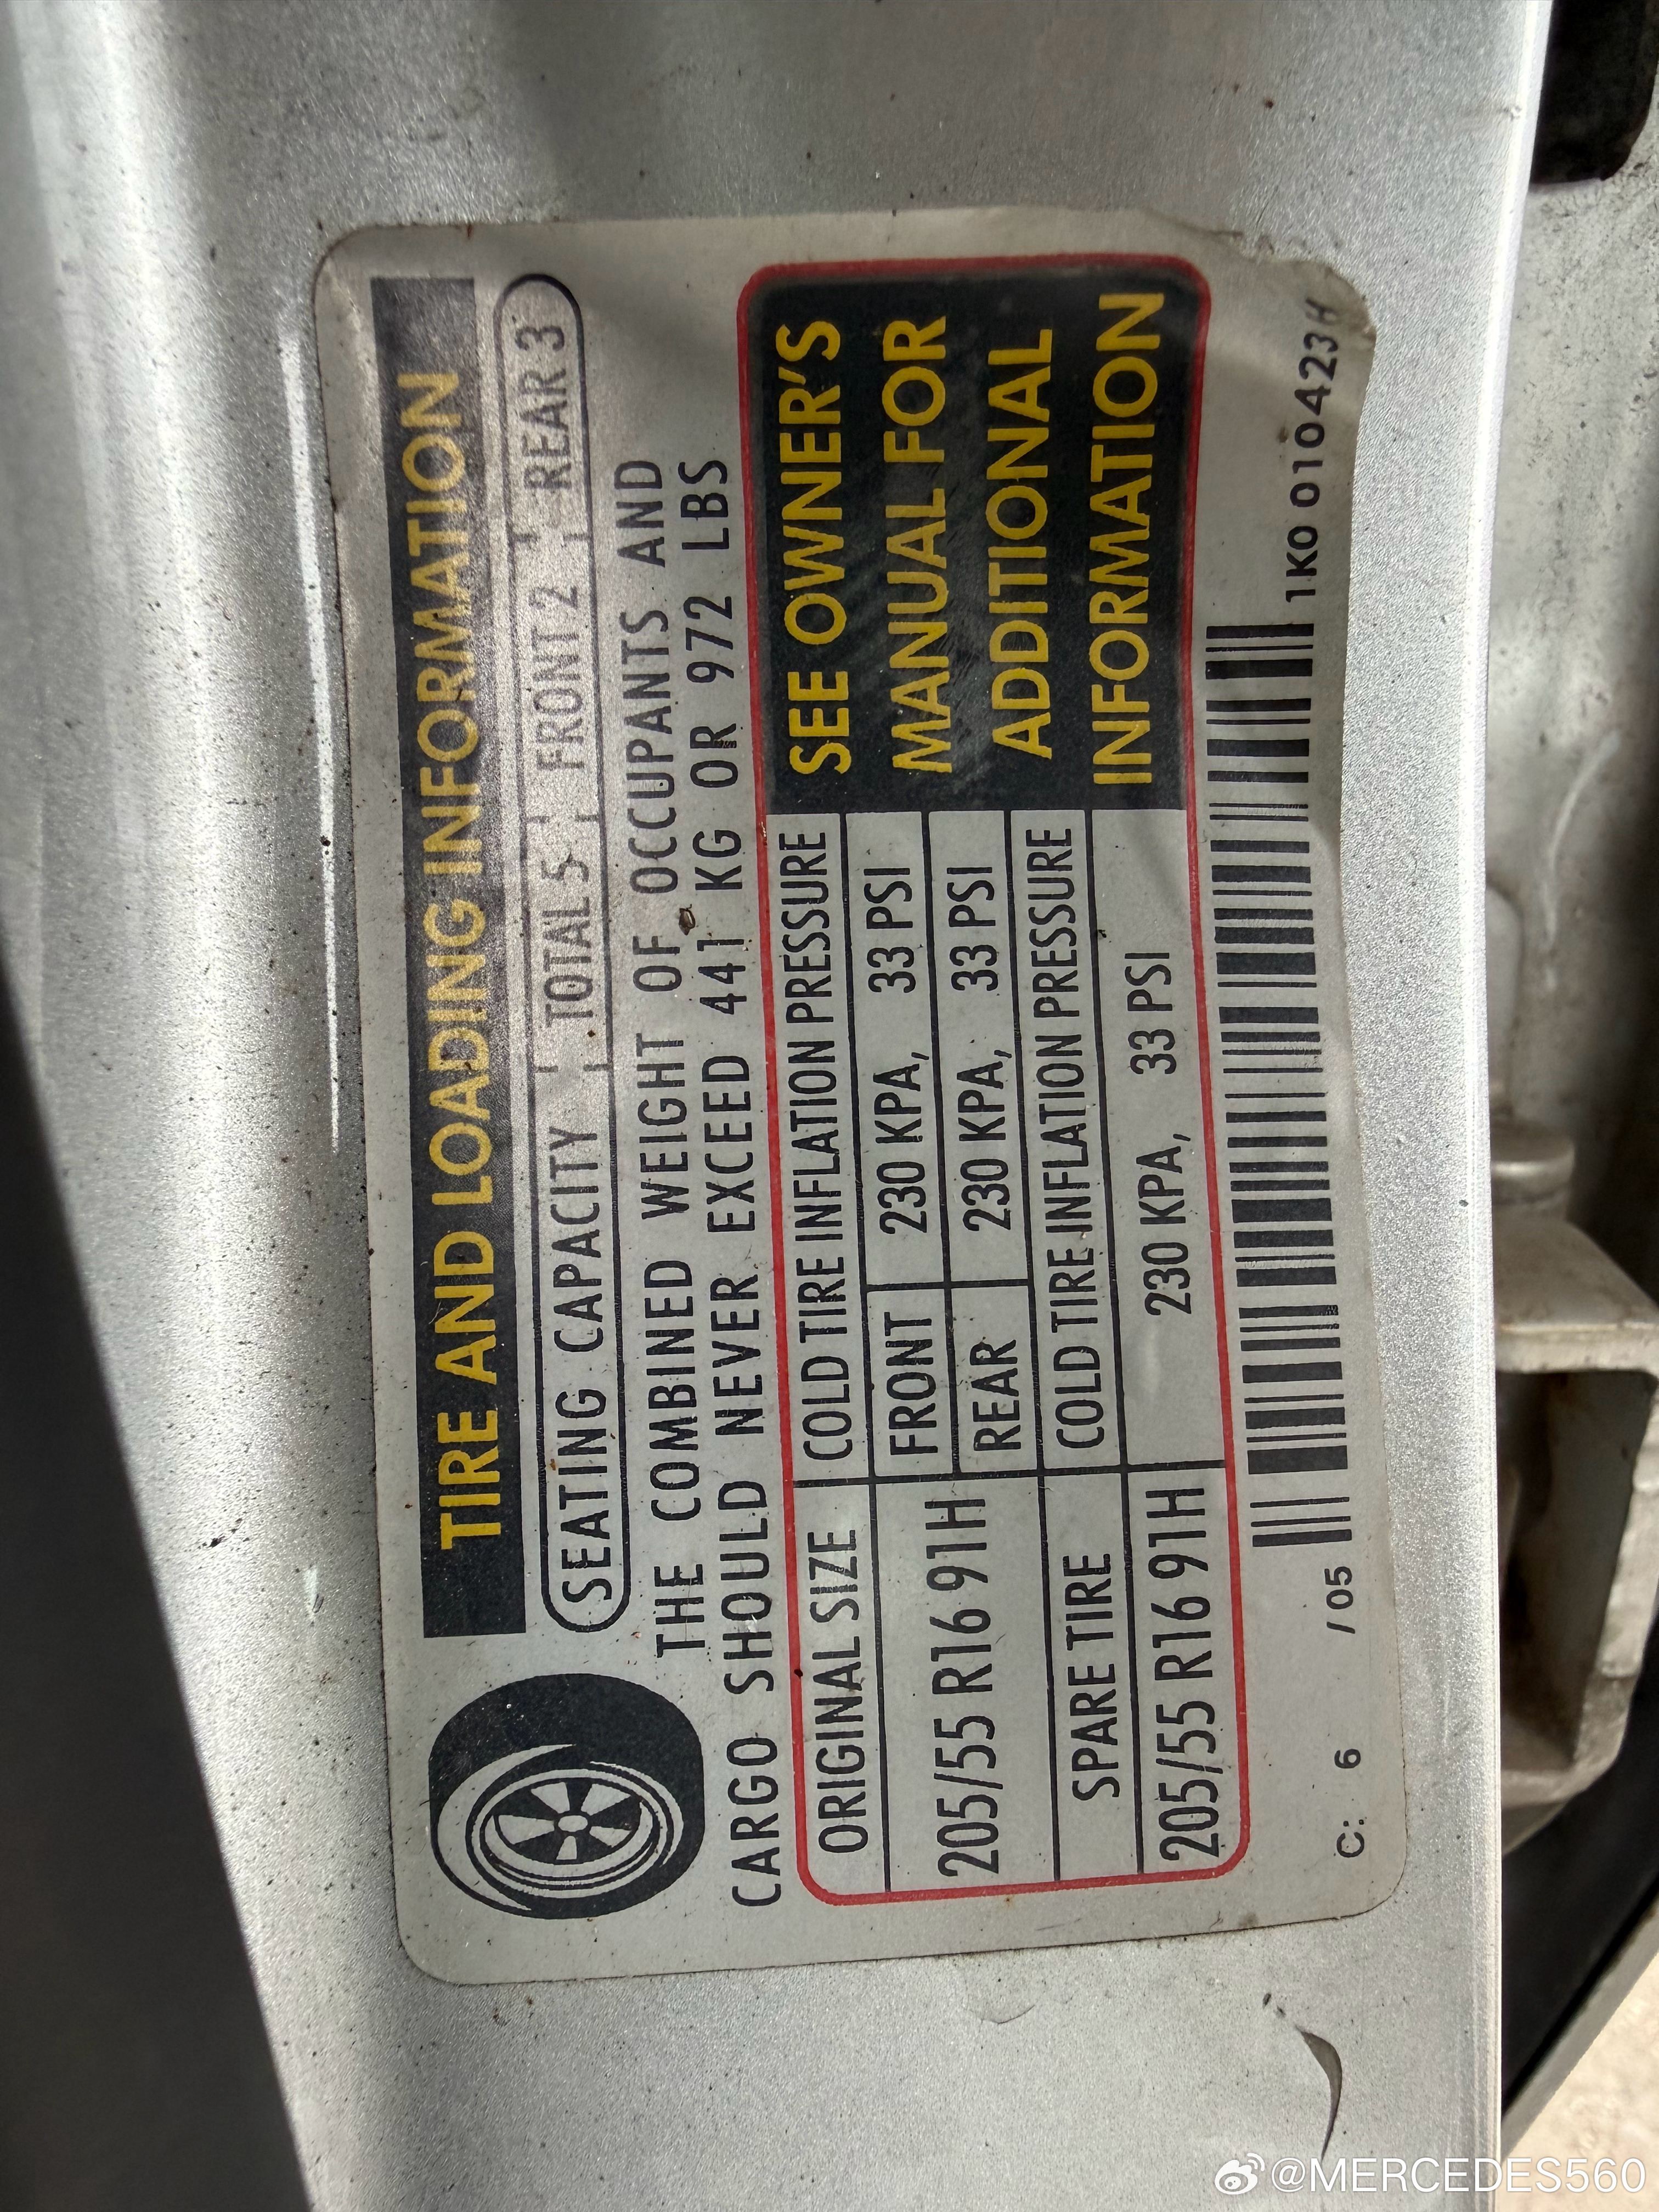 TIRE AND LOADING INFORMATION
SEATING CAPACITY TOTAL 5 FRONT 2 REAR 3
THE COMBINED WEIGHT OF OCCUPANTS AND
CARGO SHOULD NEVER EXCEED 441 KG OR 972 LBS
ORIGINAL SIZE COLD TIRE INFLATION PRESSURE
205/55 R16 91H
FRONT 230 KPA, 33 PSI
REAR 230 KPA, 33 PSI
SPARE TIRE COLD TIRE INFLATION PRESSURE
205/55 R16 91H 230 KPA, 33 PSI
SEE OWNER'S
MANUAL FOR
ADDITIONAL
INFORMATION
C: 6 / 05 1K0 010 423 H
@MERCEDES560